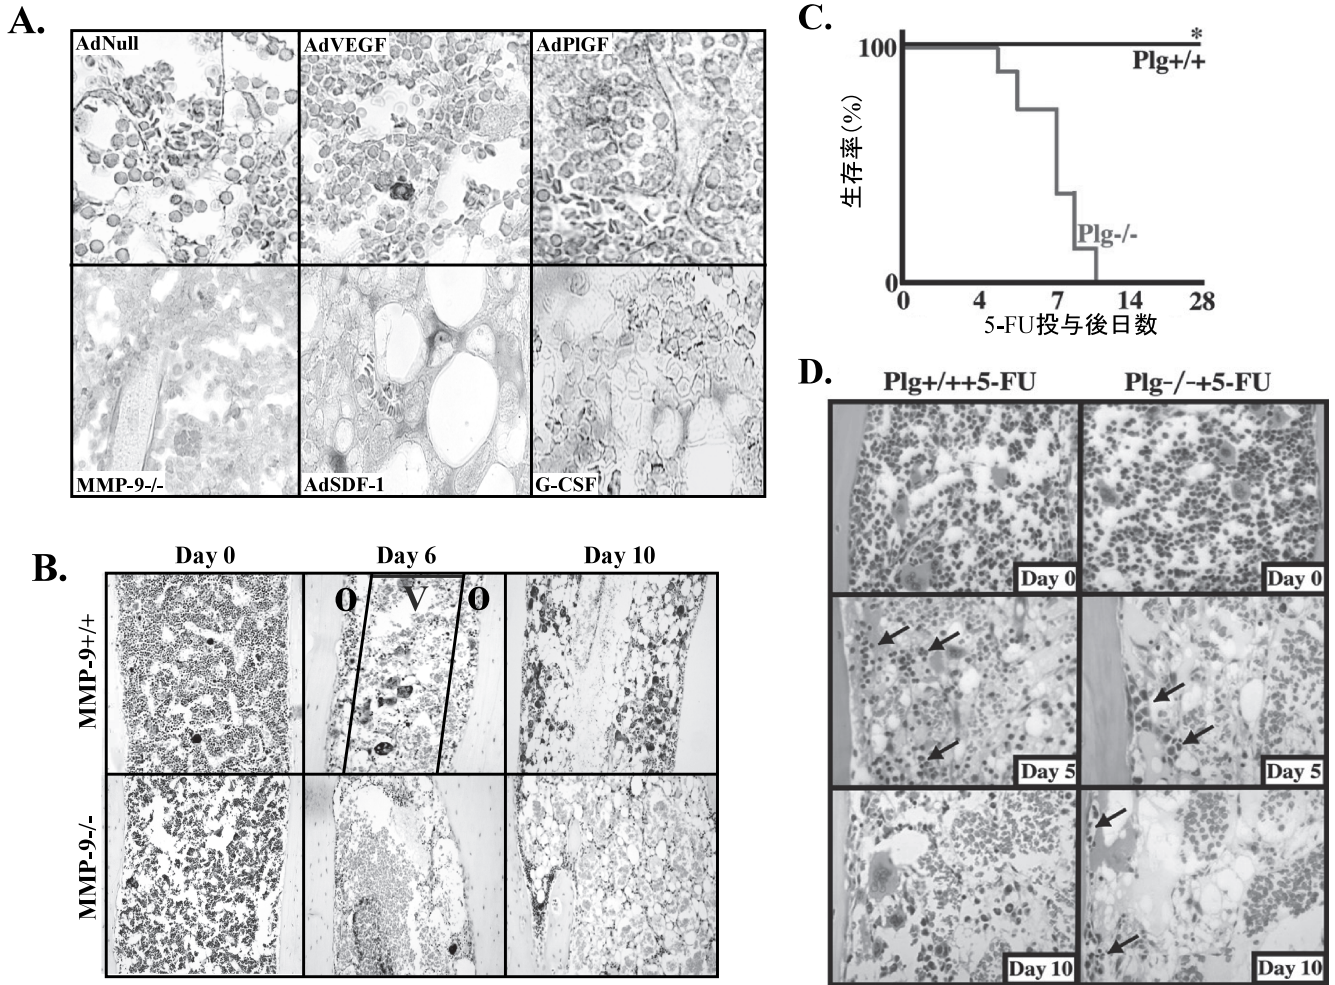 A.
AdNull
AdVEGF
AdPlGF
MMP-9-/-
AdSDF-1
G-CSF
B.
Day 0
Day 6
Day 10
MMP-9+/+
O
V
O
MMP-9-/-
C.
生存率(%)
100
0
*
Plg+/+
Plg-/-
0 4 7 14 28
5-FU投与後日数
D.
Plg+/++5-FU
Plg-/-+5-FU
Day 0
Day 0
Day 5
Day 5
Day 10
Day 10